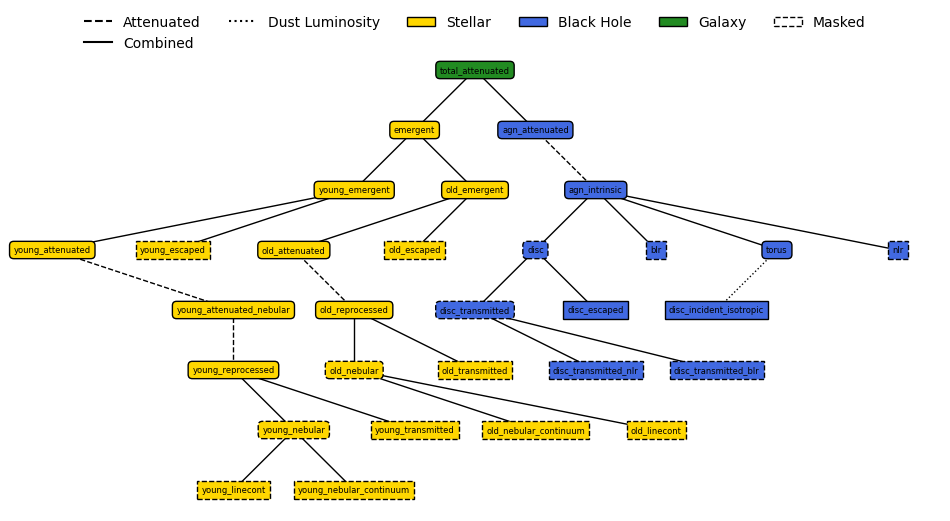 Attenuated Dust Luminosity Stellar Black Hole Galaxy Masked
Combined
total_attenuated
emergent agn_attenuated
young_emergent old_emergent agn_intrinsic
young_attenuated young_escaped old_attenuated old_escaped disc blr torus nlr
young_attenuated_nebular old_reprocessed disc_transmitted disc_escaped disc_incident_isotropic
young_reprocessed old_nebular old_transmitted disc_transmitted_nlr disc_transmitted_blr
young_nebular young_transmitted old_nebular_continuum old_linecont
young_linecont young_nebular_continuum